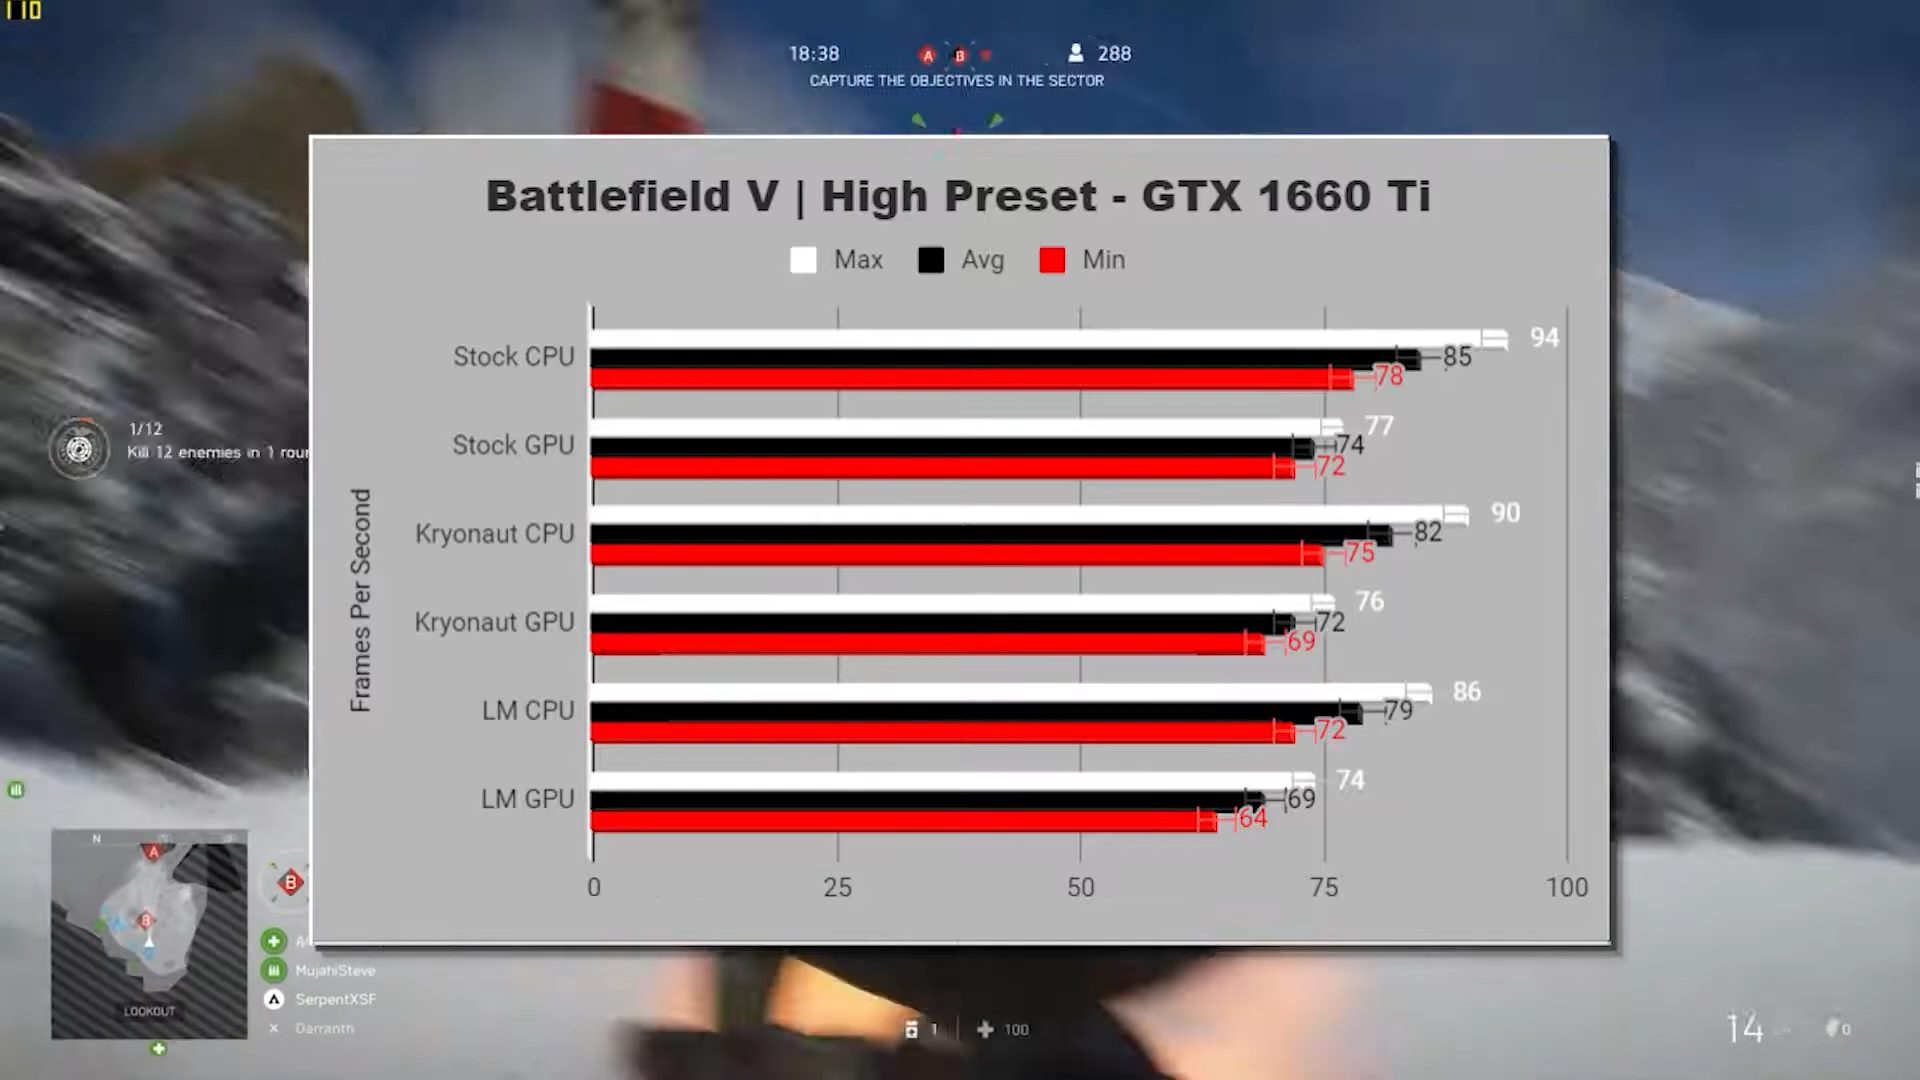 110
18:38 A B 288
CAPTURE THE OBJECTIVES IN THE SECTOR
Battlefield V | High Preset - GTX 1660 Ti
Max Avg Min
Frames Per Second
Stock CPU 94 85 78
Stock GPU 77 74 72
Kryonaut CPU 90 82 75
Kryonaut GPU 76 72 69
LM CPU 86 79 72
LM GPU 74 69 64
0 25 50 75 100
1/12
Kill 12 enemies in 1 rour
N
A
B
LOOKOUT
B
MujahiSteve
SerpentXSF
Darranth
1 100
14 0